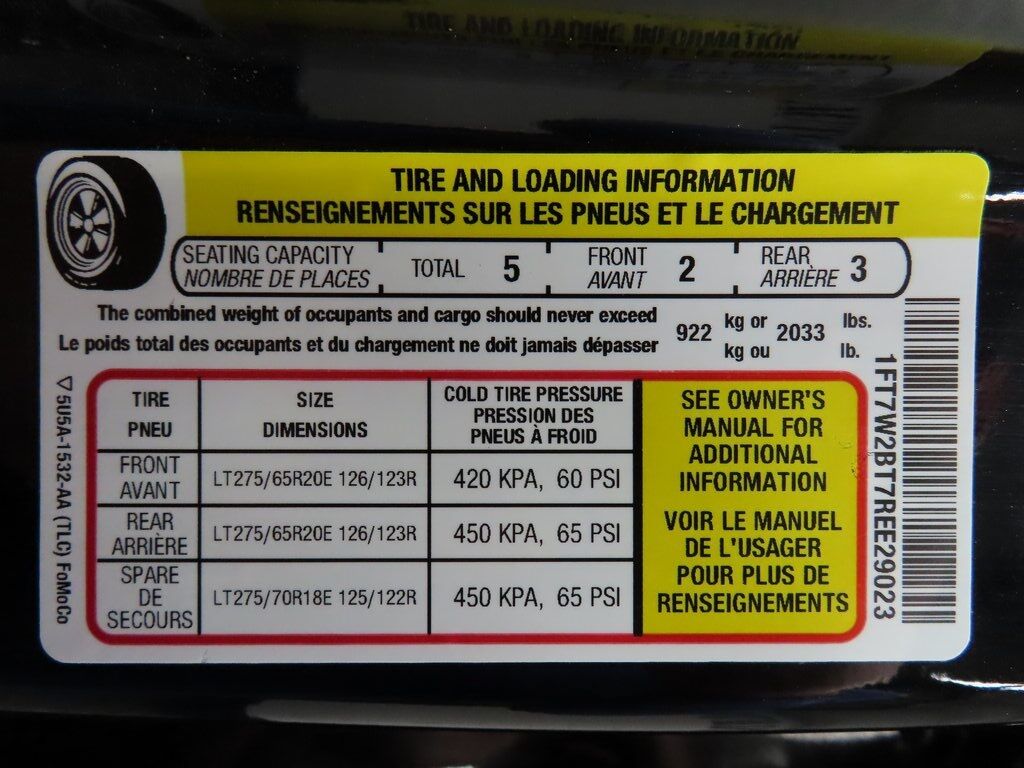 TIRE AND LOADING INFORMATION
TIRE AND LOADING INFORMATION
RENSEIGNEMENTS SUR LES PNEUS ET LE CHARGEMENT
SEATING CAPACITY TOTAL 5 FRONT 2 REAR 3
NOMBRE DE PLACES AVANT ARRIÈRE
The combined weight of occupants and cargo should never exceed 922 kg or 2033 lbs.
Le poids total des occupants et du chargement ne doit jamais dépasser kg ou lb.
TIRE SIZE COLD TIRE PRESSURE
PNEU DIMENSIONS PRESSION DES
PNEUS À FROID
FRONT
AVANT LT275/65R20E 126/123R 420 KPA, 60 PSI
REAR
ARRIÈRE LT275/65R20E 126/123R 450 KPA, 65 PSI
SPARE
DE
SECOURS LT275/70R18E 125/122R 450 KPA, 65 PSI
SEE OWNER'S
MANUAL FOR
ADDITIONAL
INFORMATION
VOIR LE MANUEL
DE L'USAGER
POUR PLUS DE
RENSEIGNEMENTS
5U5A-1532-AA (TLC) FoMoCo
1FT7W2BT7REE29023